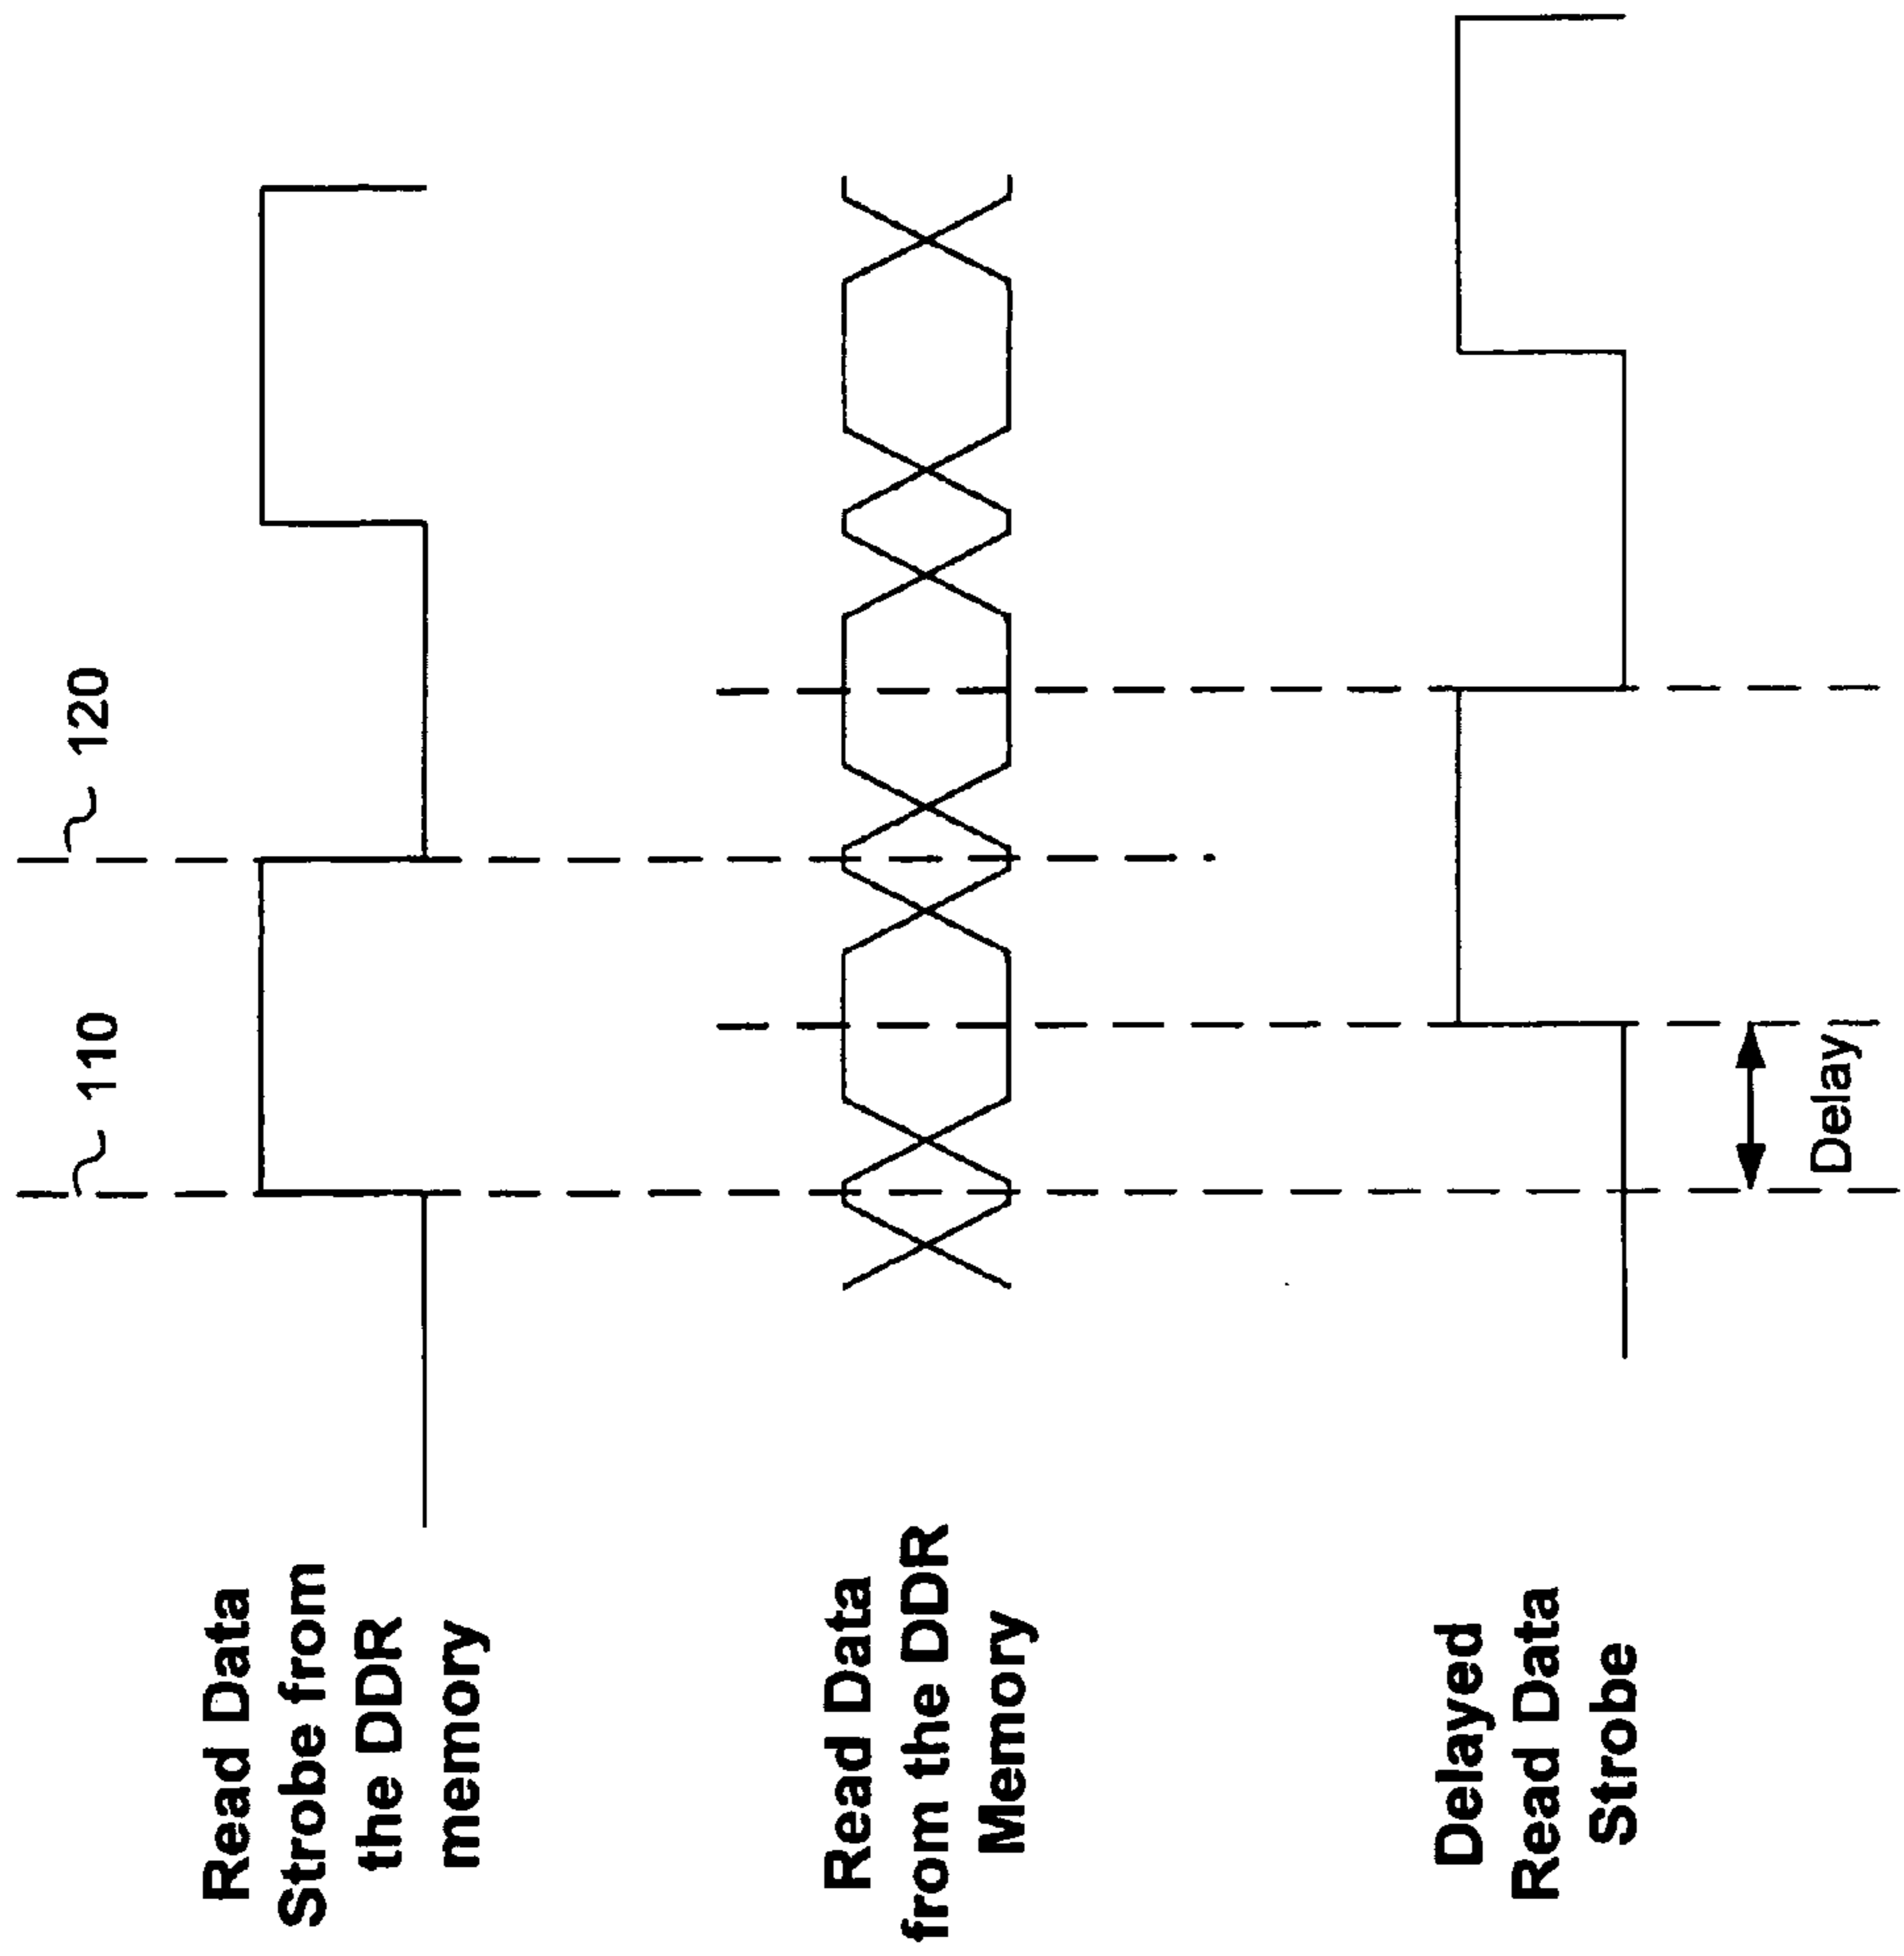 110
120
Read Data
Strobe from
the DDR
memory
Read Data
from the DDR
Memory
Delayed
Read Data
Strobe
Delay